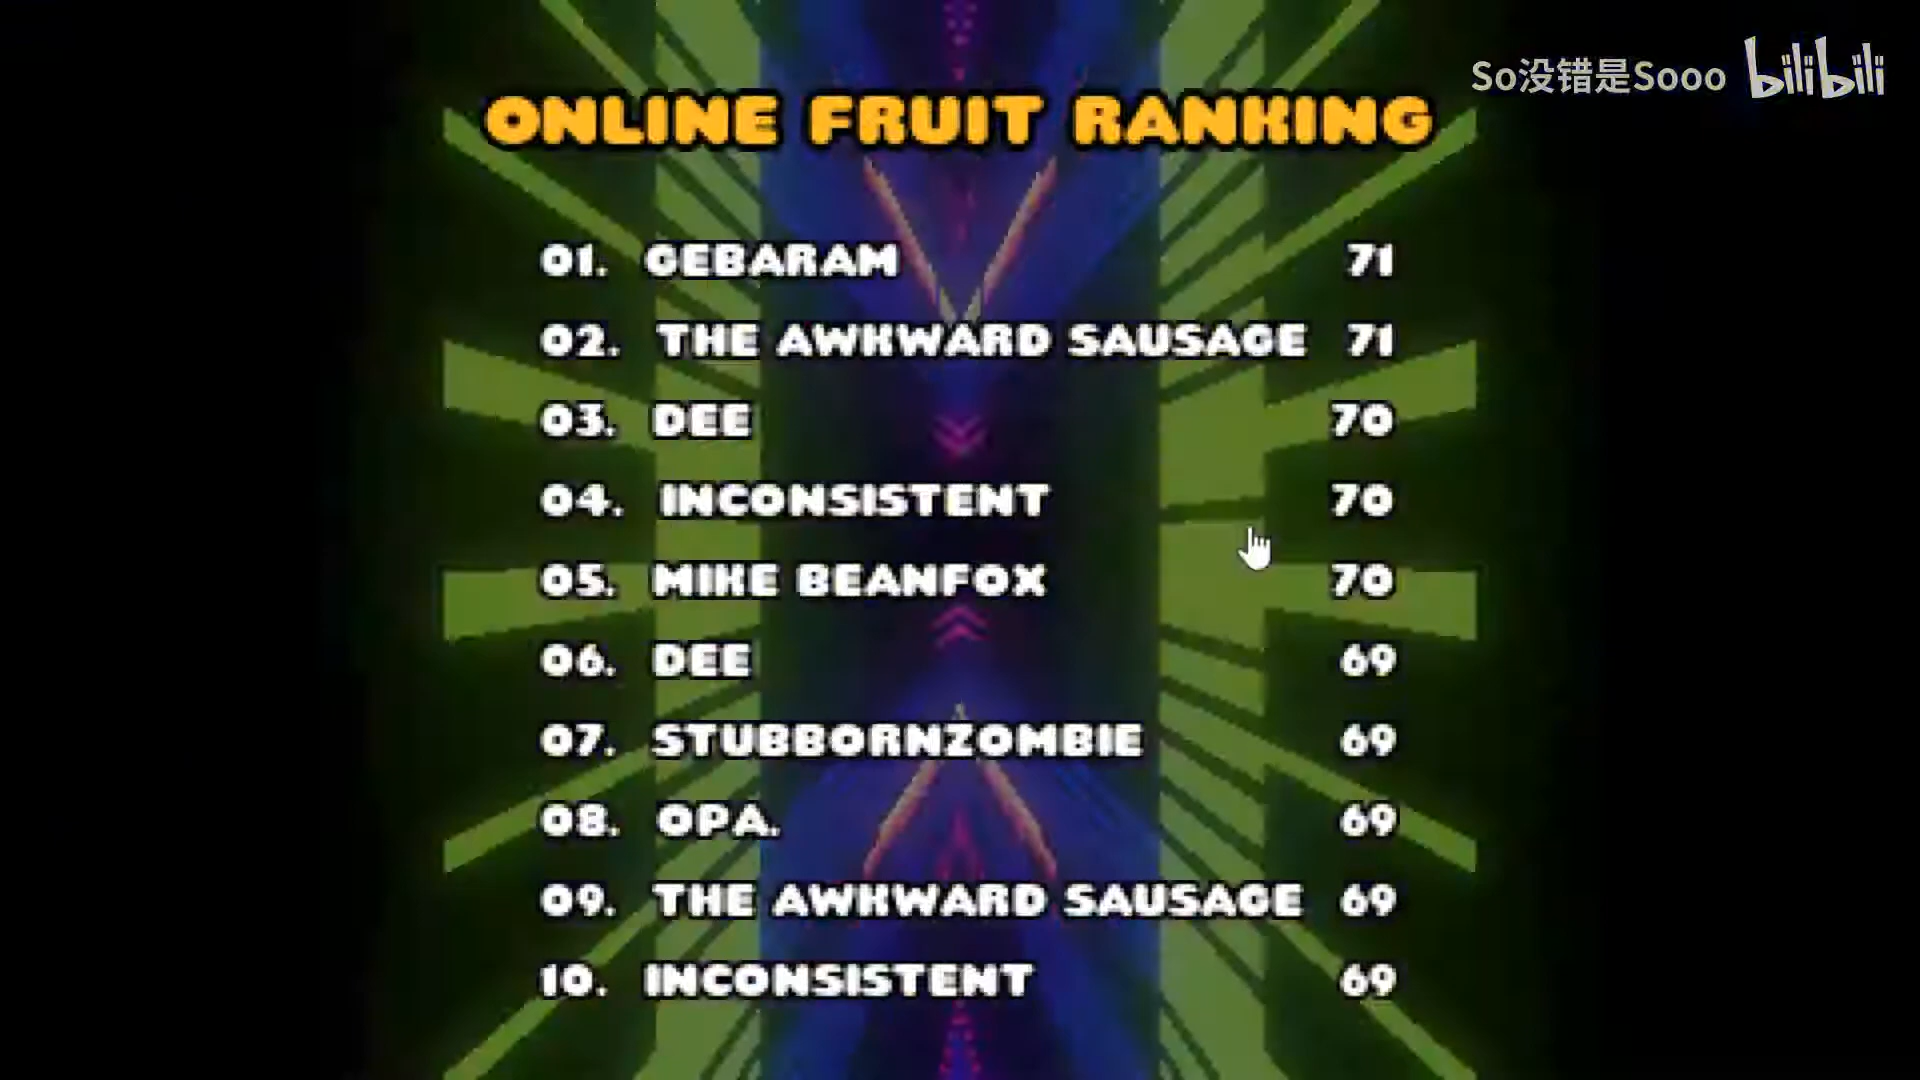 So没错是Sooo bilibili
ONLINE FRUIT RANKING
01. GEBARAM 71
02. THE AWKWARD SAUSAGE 71
03. DEE 70
04. INCONSISTENT 70
05. MIKE BEANFOX 70
06. DEE 69
07. STUBBORNZOMBIE 69
08. OPA. 69
09. THE AWKWARD SAUSAGE 69
10. INCONSISTENT 69